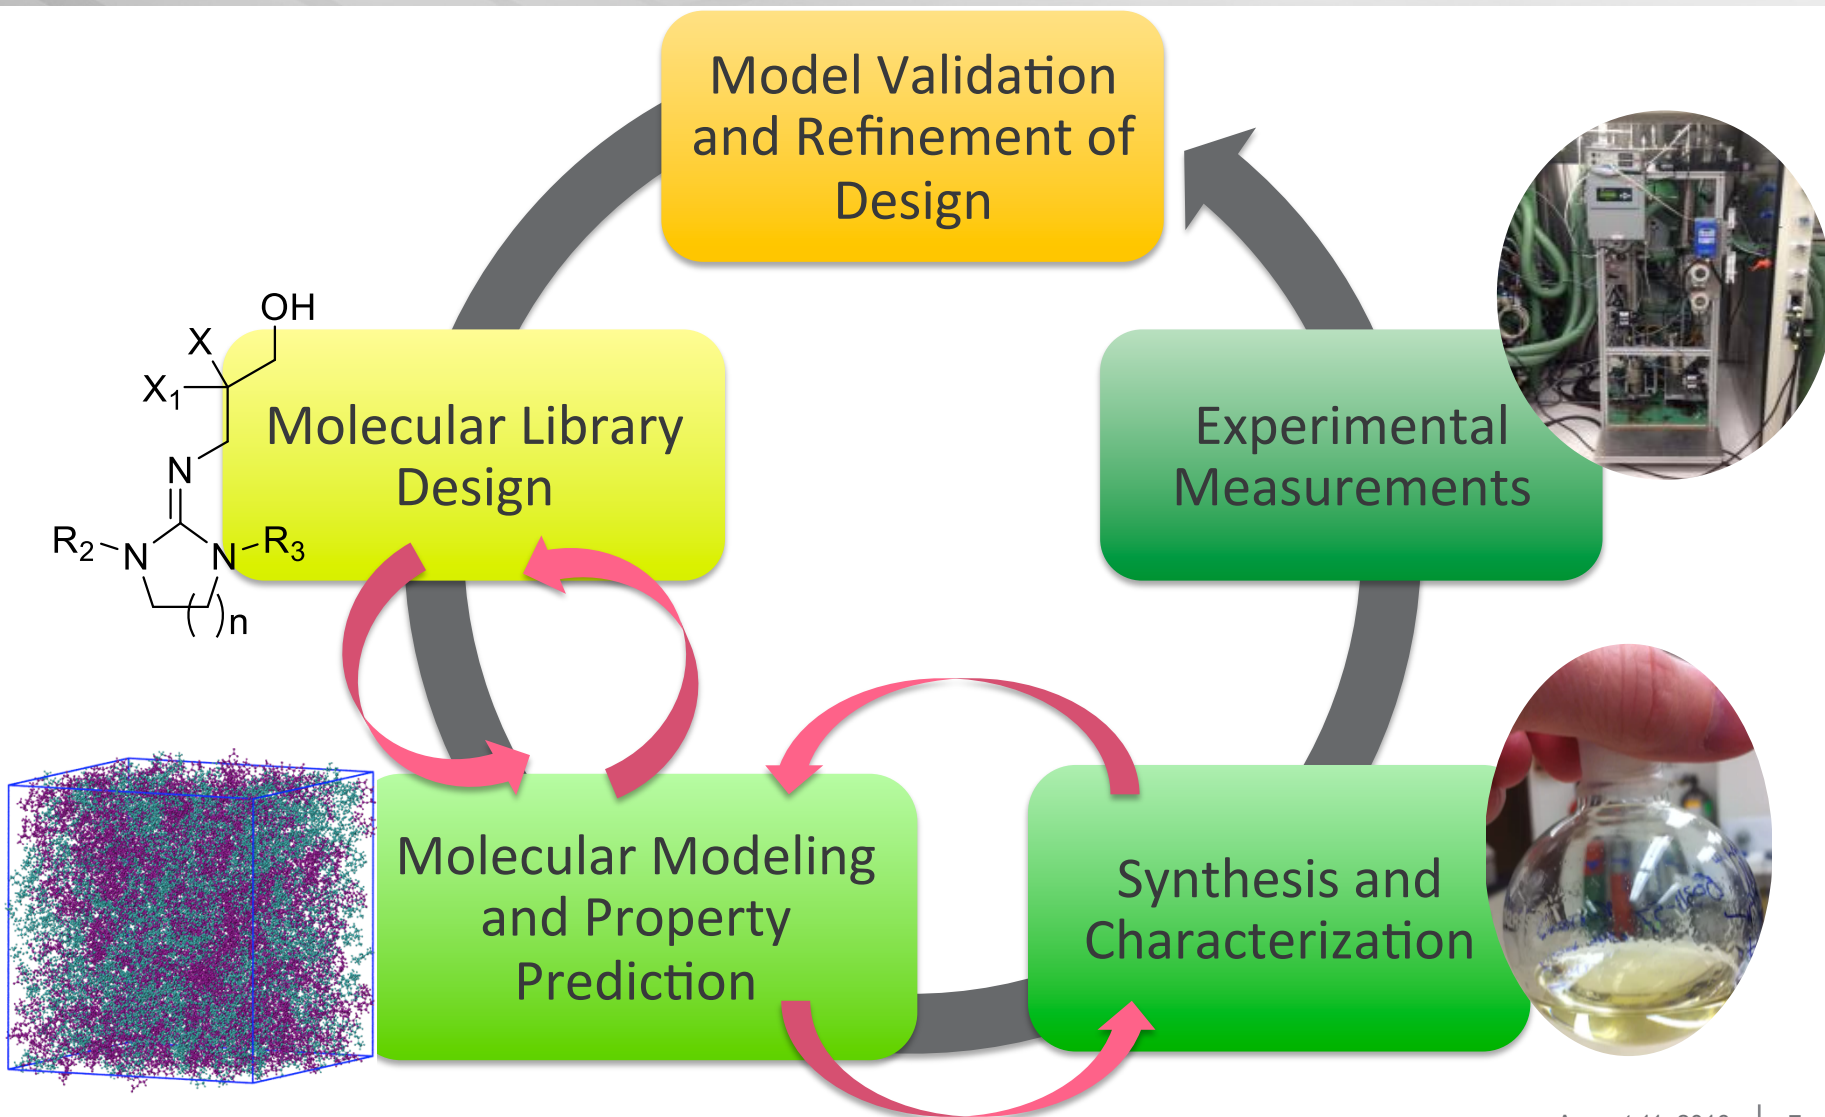 Model Validation
and Refinement of
Design
OH
X
X1
Molecular Library
Design
N
R2
N
N
R3
( )n
Experimental
Measurements
Molecular Modeling
and Property
Prediction
Synthesis and
Characterization